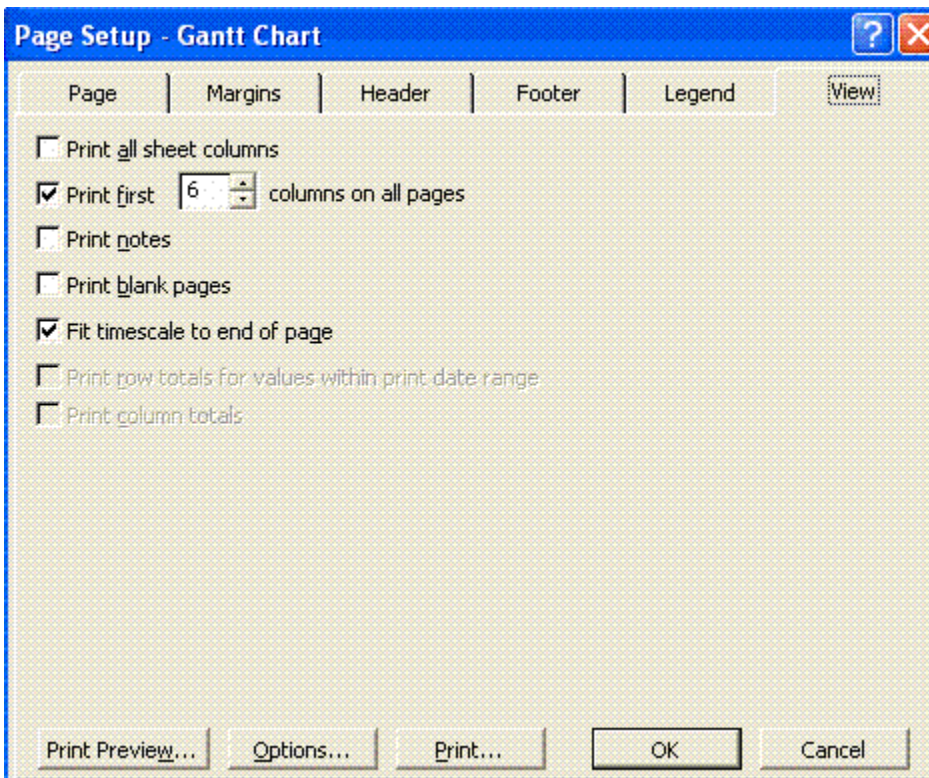 Page Setup - Gantt Chart
Page Margins Header Footer Legend View
Print all sheet columns
Print first 6 columns on all pages
Print notes
Print blank pages
Fit timescale to end of page
Print row totals for values within print date range
Print column totals
Print Preview... Options... Print... OK Cancel